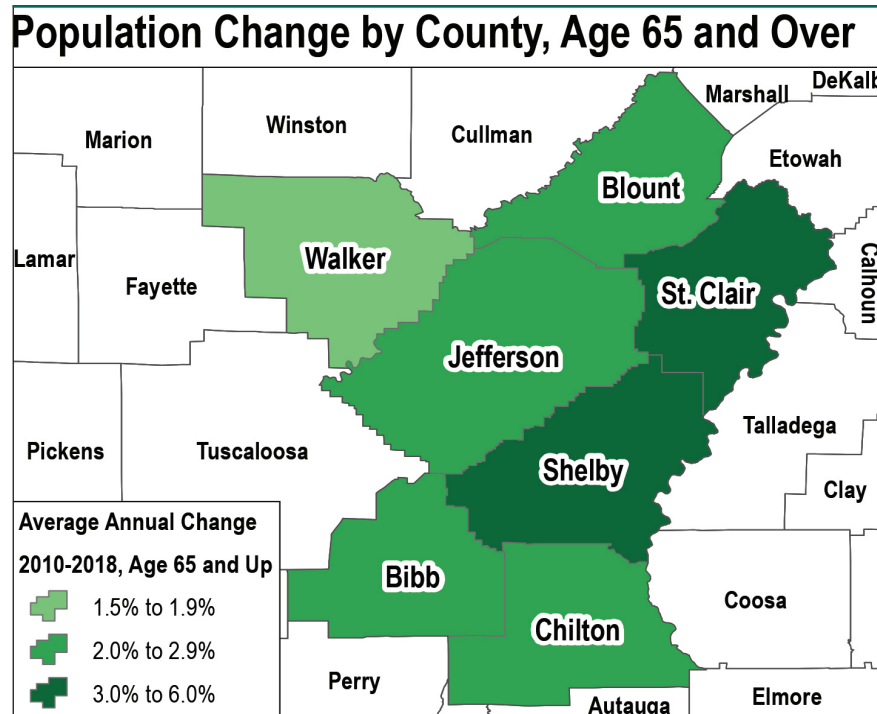 Population Change by County, Age 65 and Over
Marshall
DeKalb
Winston
Cullman
Marion
Etowah
Blount
Lamar
Walker
Calhoun
Fayette
St. Clair
Jefferson
Talladega
Pickens
Tuscaloosa
Shelby
Clay
Average Annual Change
2010-2018, Age 65 and Up
1.5% to 1.9%
2.0% to 2.9%
3.0% to 6.0%
Bibb
Coosa
Chilton
Perry
Autauga
Elmore